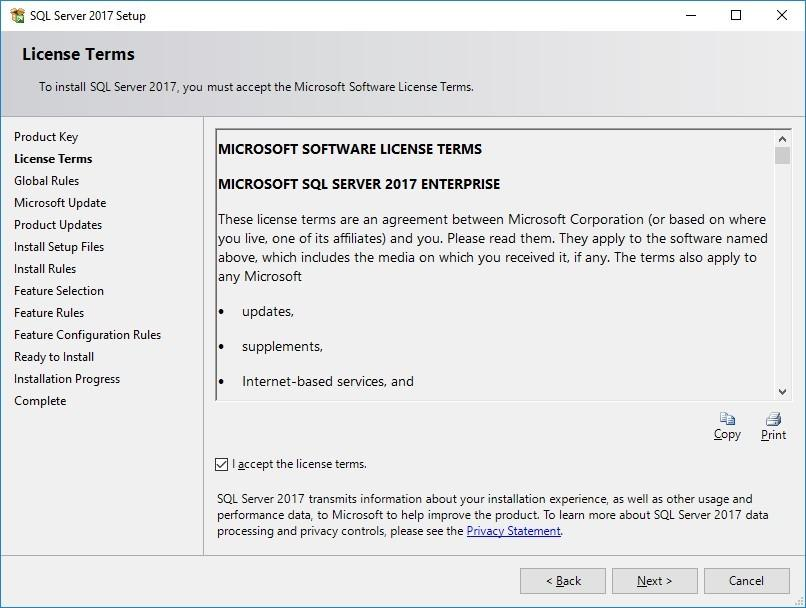 SQL Server 2017 Setup
License Terms
To install SQL Server 2017, you must accept the Microsoft Software License Terms.
Product Key
License Terms
Global Rules
Microsoft Update
Product Updates
Install Setup Files
Install Rules
Feature Selection
Feature Rules
Feature Configuration Rules
Ready to Install
Installation Progress
Complete
MICROSOFT SOFTWARE LICENSE TERMS
MICROSOFT SQL SERVER 2017 ENTERPRISE
These license terms are an agreement between Microsoft Corporation (or based on where
you live, one of its affiliates) and you. Please read them. They apply to the software named
above, which includes the media on which you received it, if any. The terms also apply to
any Microsoft
• updates,
• supplements,
• Internet-based services, and
Copy
Print
I accept the license terms.
SQL Server 2017 transmits information about your installation experience, as well as other usage and
performance data, to Microsoft to help improve the product. To learn more about SQL Server 2017 data
processing and privacy controls, please see the Privacy Statement.
< Back
Next >
Cancel